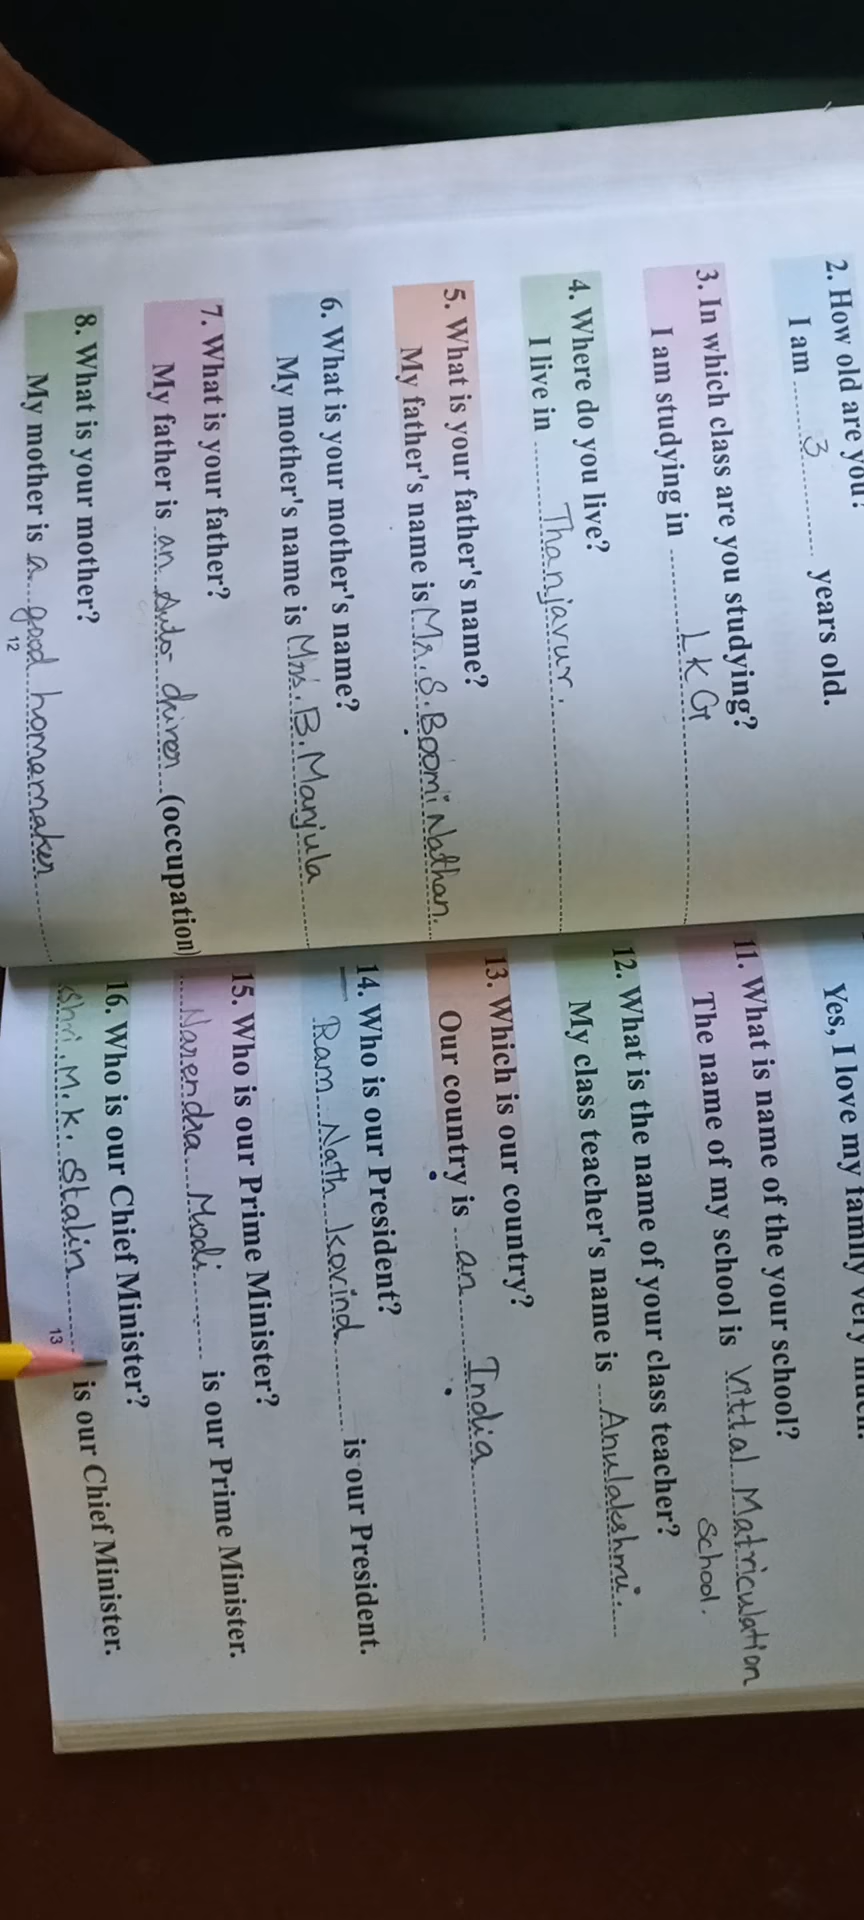 2. How old are you?
I am 3 years old.
3. In which class are you studying?
I am studying in LKG
4. Where do you live?
I live in Thanjavur.
5. What is your father's name?
My father's name is Mr. S. Boomi Nathan.
6. What is your mother's name?
My mother's name is Mrs. B. Manjula
7. What is your father?
My father is an Auto driver (occupation)
8. What is your mother?
My mother is a good homemaker
12
Yes, I love my family very much.
11. What is name of the your school?
The name of my school is Vittal Matriculation
School.
12. What is the name of your class teacher?
My class teacher's name is Anulakshmi.
13. Which is our country?
Our country is an India
14. Who is our President?
Ram Nath kovind is our President.
15. Who is our Prime Minister?
Narendra Modi is our Prime Minister.
16. Who is our Chief Minister?
Shri. M. K. Stalin is our Chief Minister.
13